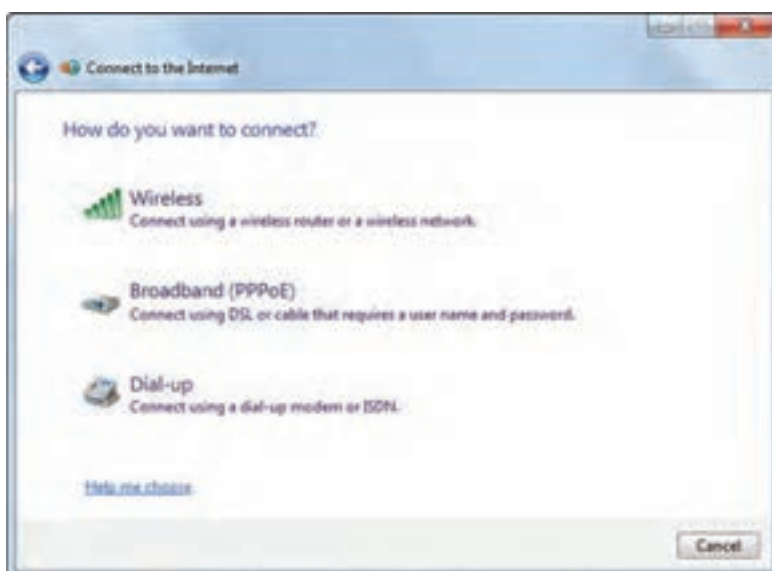 Connect to the Internet
How do you want to connect?
Wireless
Connect using a wireless router or a wireless network.
Broadband (PPPoE)
Connect using DSL or cable that requires a user name and password.
Dial-up
Connect using a dial-up modem or ISDN.
Help me choose
Cancel